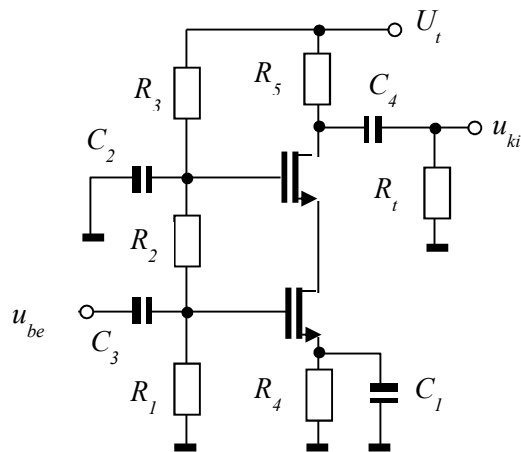 U_t
R_3
R_5
C_4
C_2
u_ki
R_t
R_2
u_be
C_3
R_1
R_4
C_1